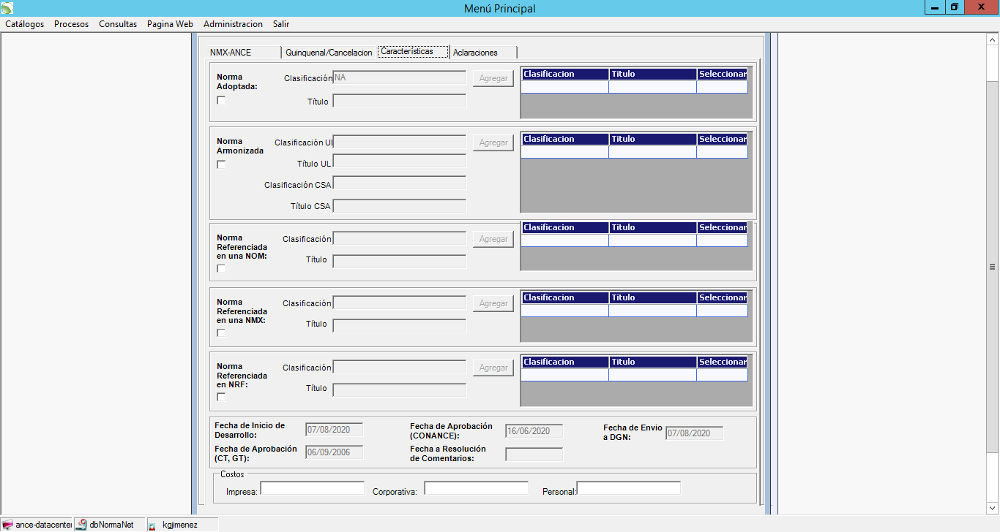 Menú Principal
Catálogos Procesos Consultas Pagina Web Administracion Salir
NMX-ANCE Quinquenal/Cancelacion Características Aclaraciones
Norma
Adoptada:
Clasificación NA Agregar
Título
Clasificacion Titulo Seleccionar
Norma
Armonizada
Clasificación Ul Agregar
Título UL
Clasificación CSA
Título CSA
Clasificacion Titulo Seleccionar
Norma
Referenciada
en una NOM:
Clasificación Agregar
Título
Clasificacion Titulo Seleccionar
Norma
Referenciada
en una NMX:
Clasificación Agregar
Título
Clasificacion Titulo Seleccionar
Norma
Referenciada
en NRF:
Clasificación Agregar
Título
Clasificacion Titulo Seleccionar
Fecha de Inicio de
Desarrollo:
07/08/2020
Fecha de Aprobación
(CONANCE):
16/06/2020
Fecha de Envio
a DGN:
07/08/2020
Fecha de Aprobación
(CT, GT):
06/09/2006
Fecha a Resolución
de Comentarios:
Costos
Impresa: Corporativa: Personal:
ance-datacenter dbNormaNet kgjimenez